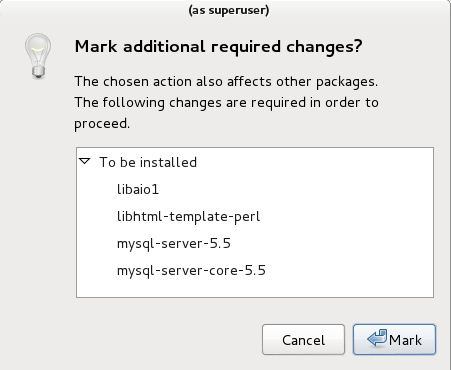 (as superuser)
Mark additional required changes?
The chosen action also affects other packages.
The following changes are required in order to
proceed.
To be installed
libaio1
libhtml-template-perl
mysql-server-5.5
mysql-server-core-5.5
Cancel
Mark